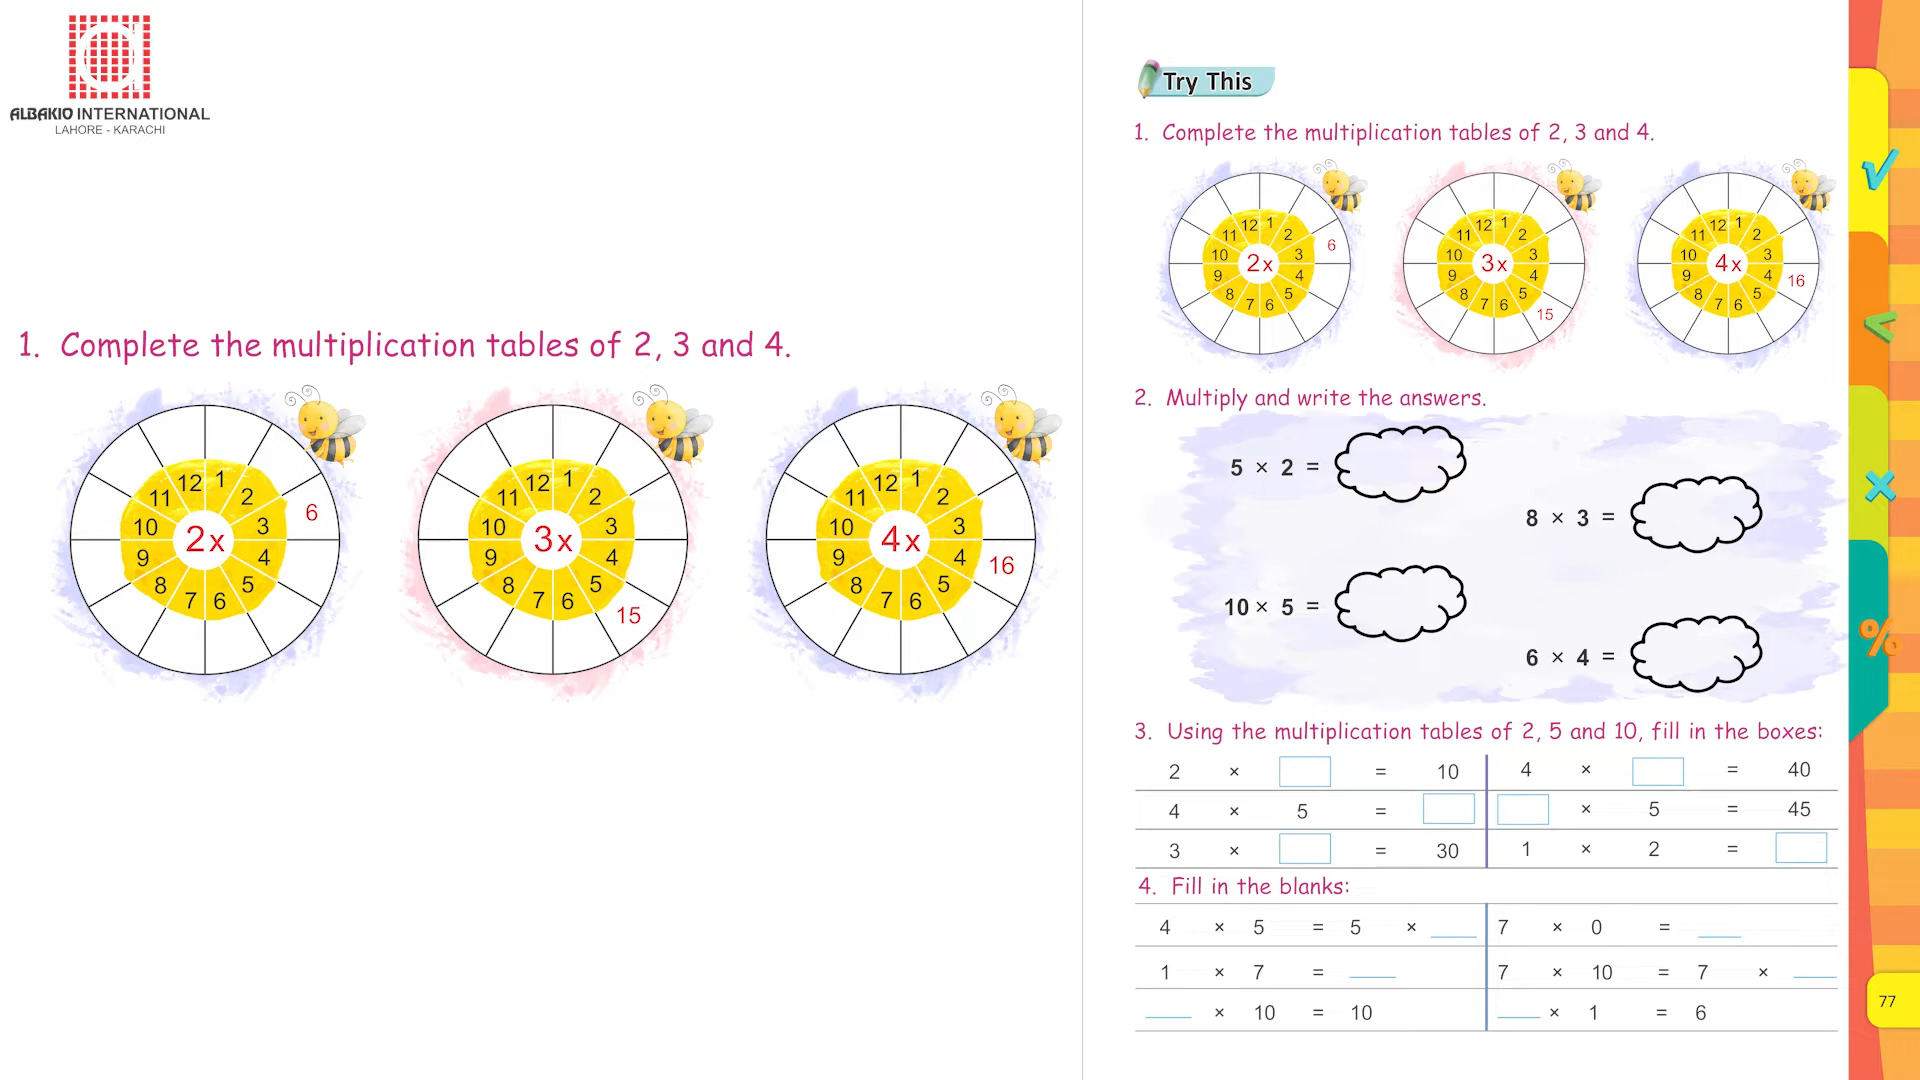 ALBAKIO INTERNATIONAL
LAHORE - KARACHI
1. Complete the multiplication tables of 2, 3 and 4.
2x
1 2 3 4 5 6 7 8 9 10 11 12
6
3x
1 2 3 4 5 6 7 8 9 10 11 12
15
4x
1 2 3 4 5 6 7 8 9 10 11 12
16
Try This
1. Complete the multiplication tables of 2, 3 and 4.
2x
1 2 3 4 5 6 7 8 9 10 11 12
6
3x
1 2 3 4 5 6 7 8 9 10 11 12
15
4x
1 2 3 4 5 6 7 8 9 10 11 12
16
2. Multiply and write the answers.
5 × 2 =
8 × 3 =
10 × 5 =
6 × 4 =
3. Using the multiplication tables of 2, 5 and 10, fill in the boxes:
2 × = 10 4 × = 40
4 × 5 = × 5 = 45
3 × = 30 1 × 2 =
4. Fill in the blanks:
4 × 5 = 5 × ____ 7 × 0 = ____
1 × 7 = ____ 7 × 10 = 7 × ____
____ × 10 = 10 ____ × 1 = 6
√
<
×
%
77